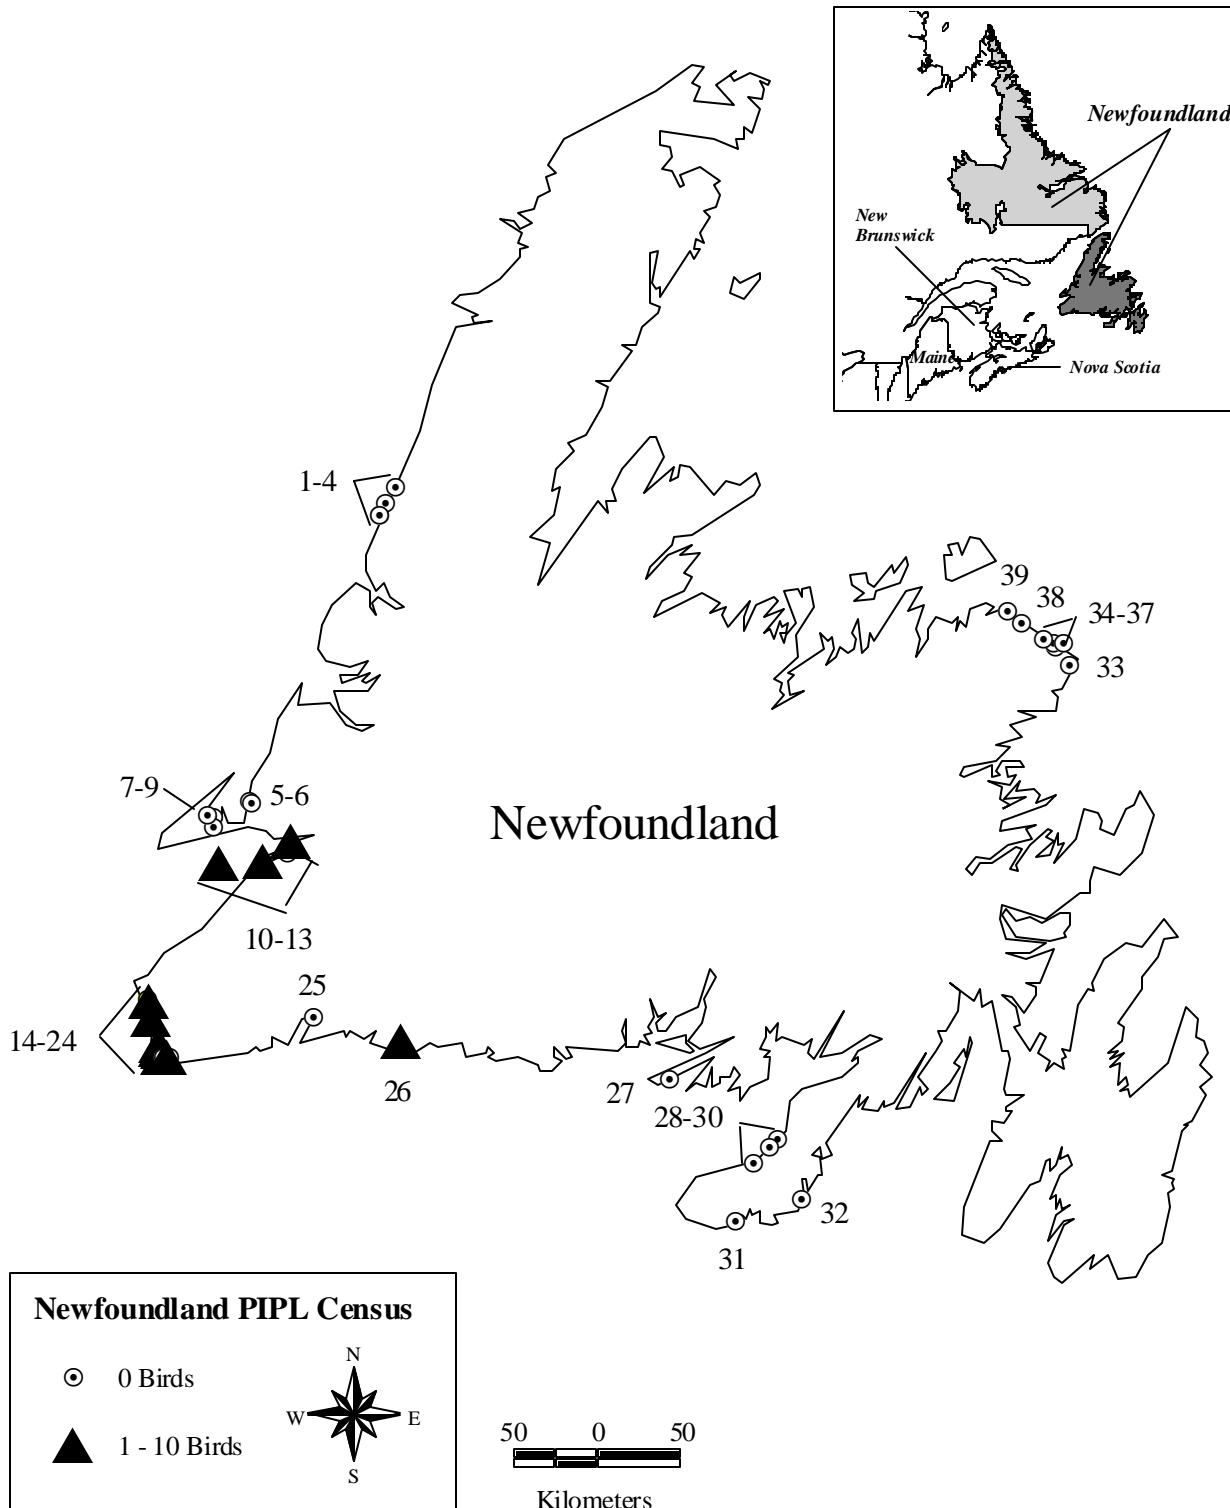 Newfoundland
New
Brunswick
Maine
Nova Scotia
1-4
39
38
34-37
33
7-9
5-6
Newfoundland
10-13
25
14-24
26
27
28-30
32
31
Newfoundland PIPL Census
0 Birds
1 - 10 Birds
N
W
E
S
50 0 50
Kilometers